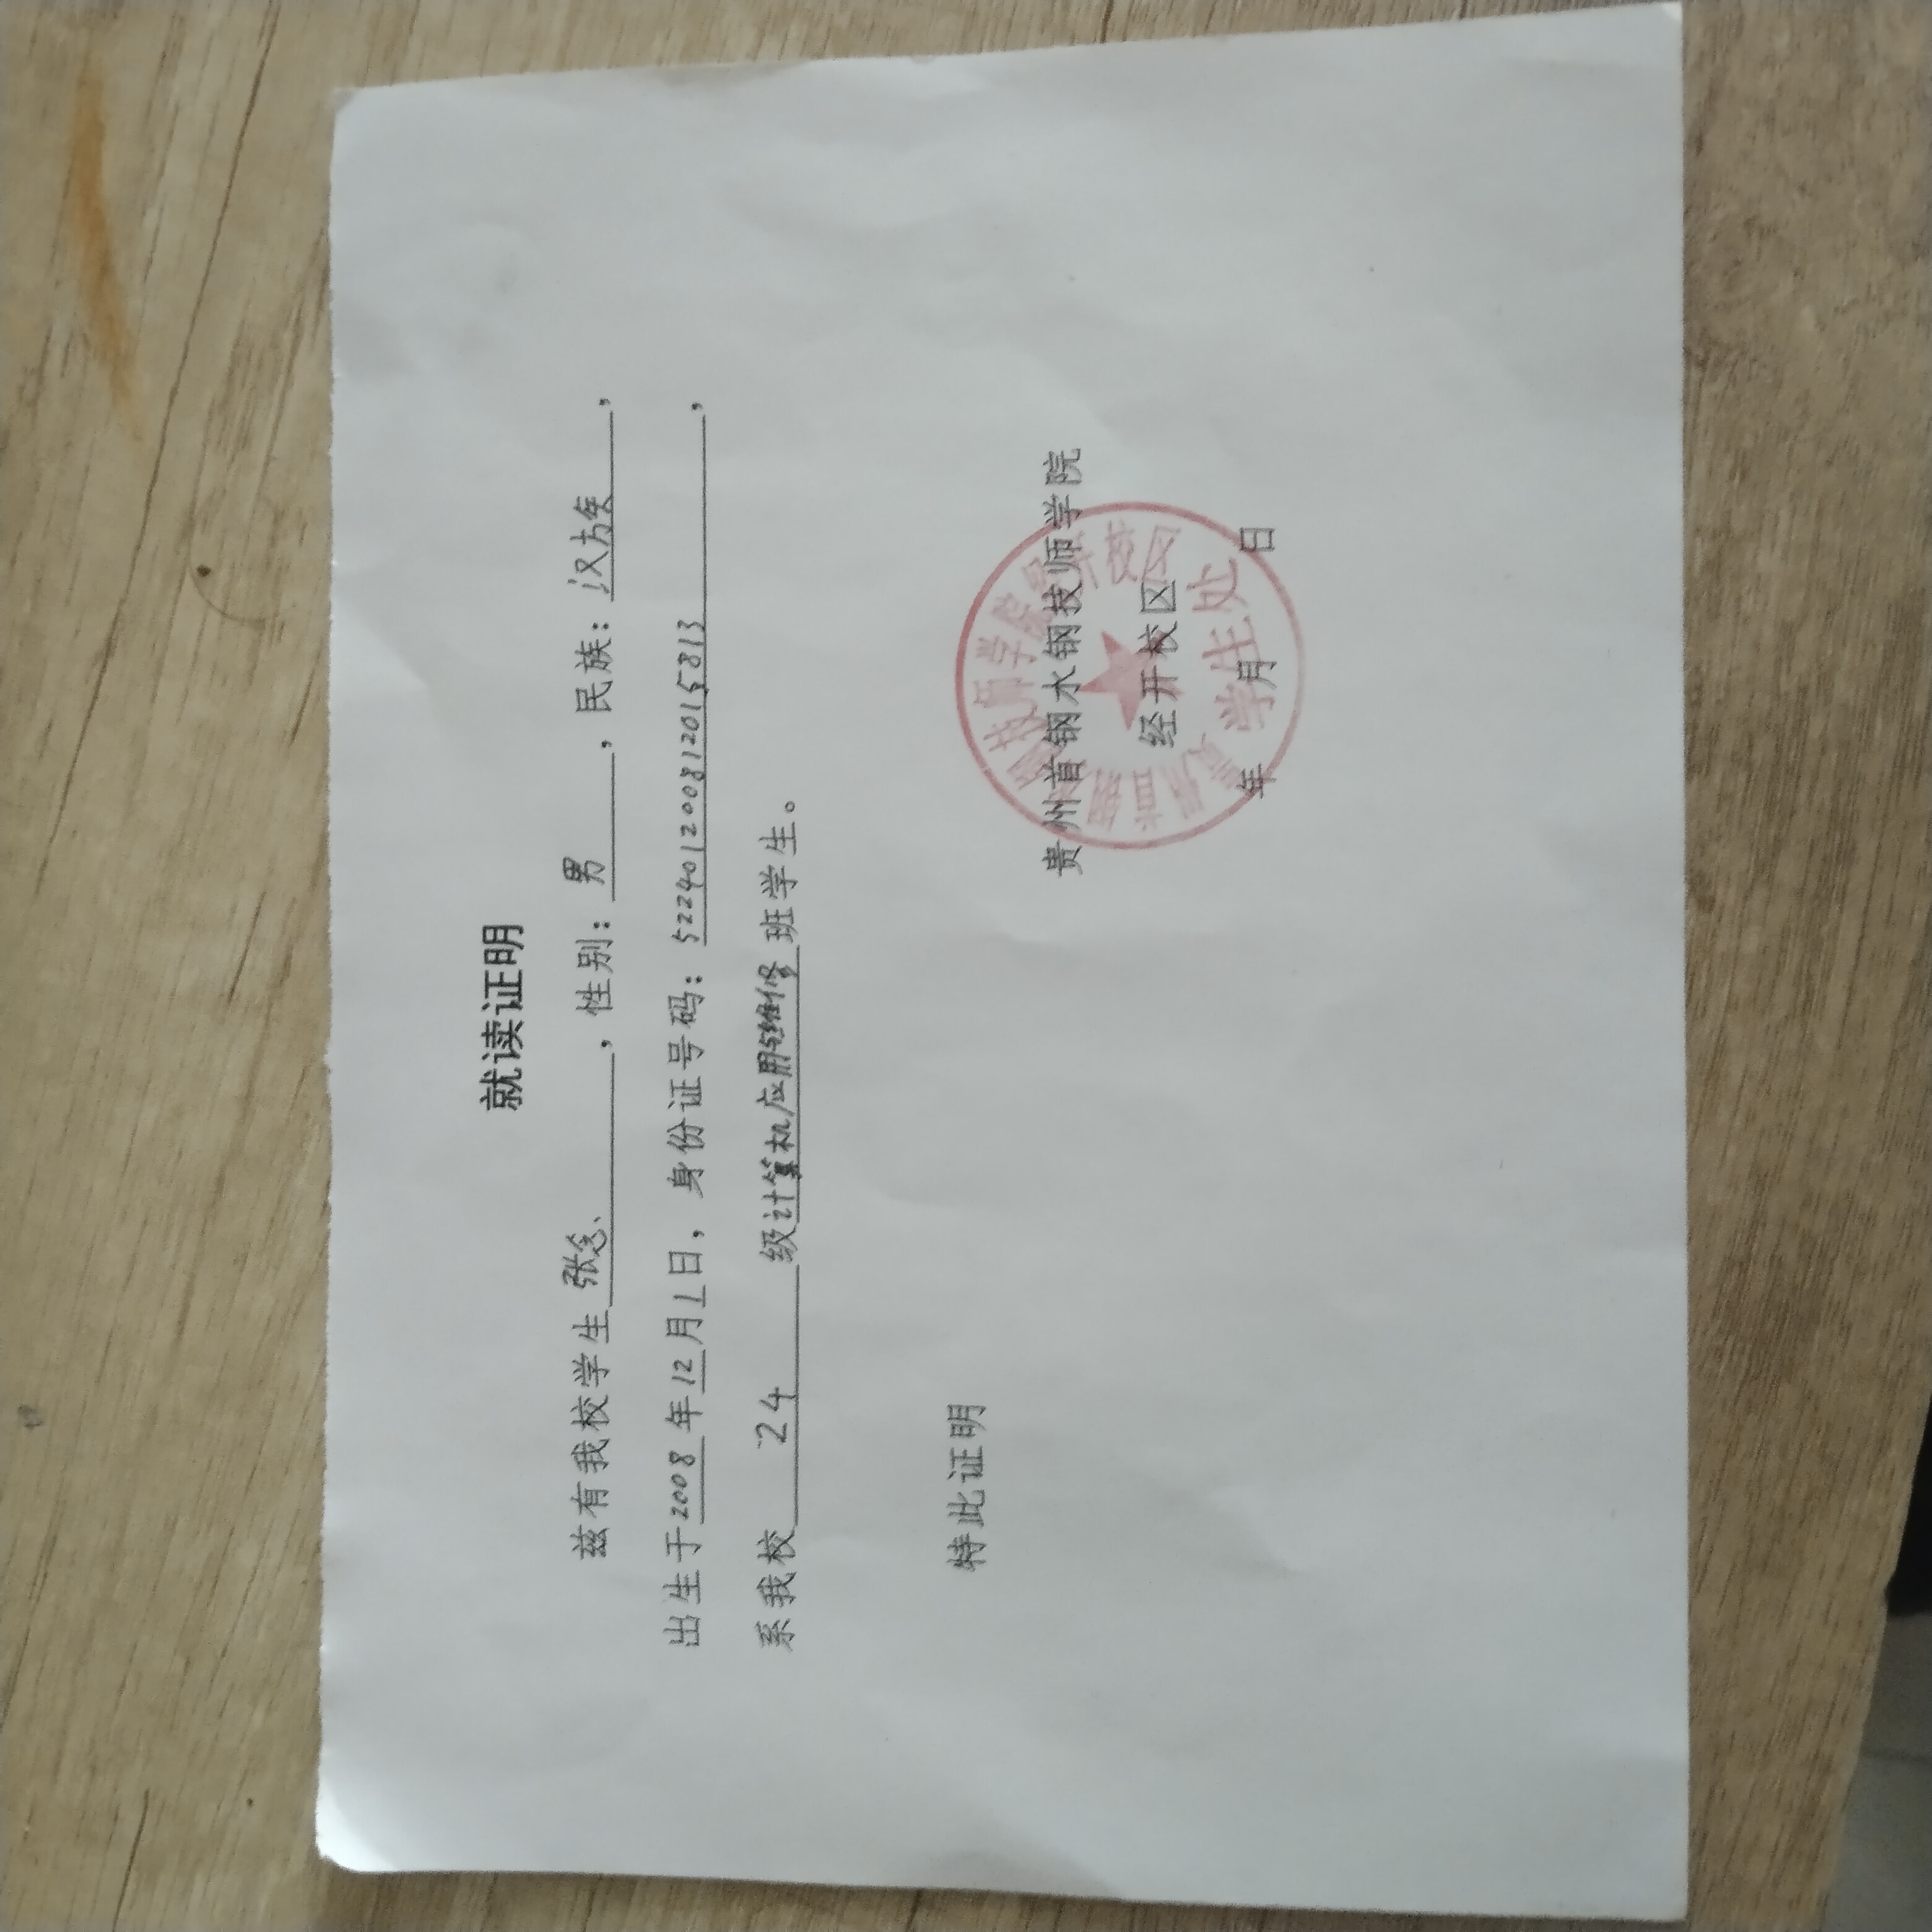 就读证明
兹有我校学生张念，性别：男，民族：汉族，
出生于2008年12月1日，身份证号码：522401200812015813，
系我校24级计算机应用维修班学生。
特此证明
贵州首钢水钢技师学院
经开校区
年 月 日
贵州首钢水钢技师学院经开校区
学生处